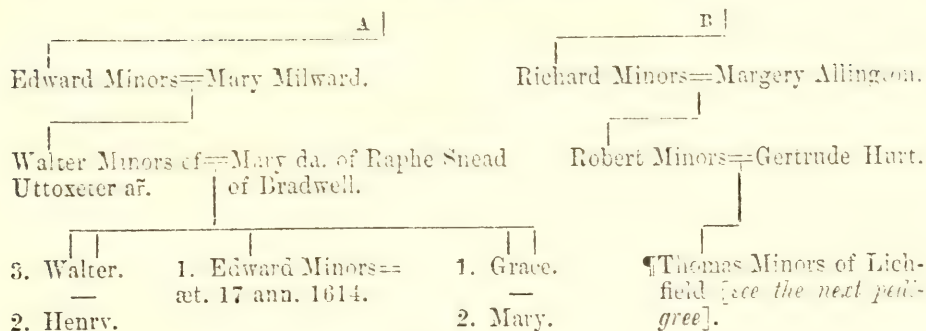 A B
Edward Minors=Mary Milward. Richard Minors=Margery Allington.
Walter Minors of=Mary da. of Raphe Snead Robert Minors=Gertrude Hurt.
Uttoxeter ar̃. of Bradwell.
3. Walter. 1. Edward Minors= 1. Grace. ¶Thomas Minors of Lich-
— æt. 17 ann. 1614. — field [see the next pedi-
2. Henry. 2. Mary. gree].